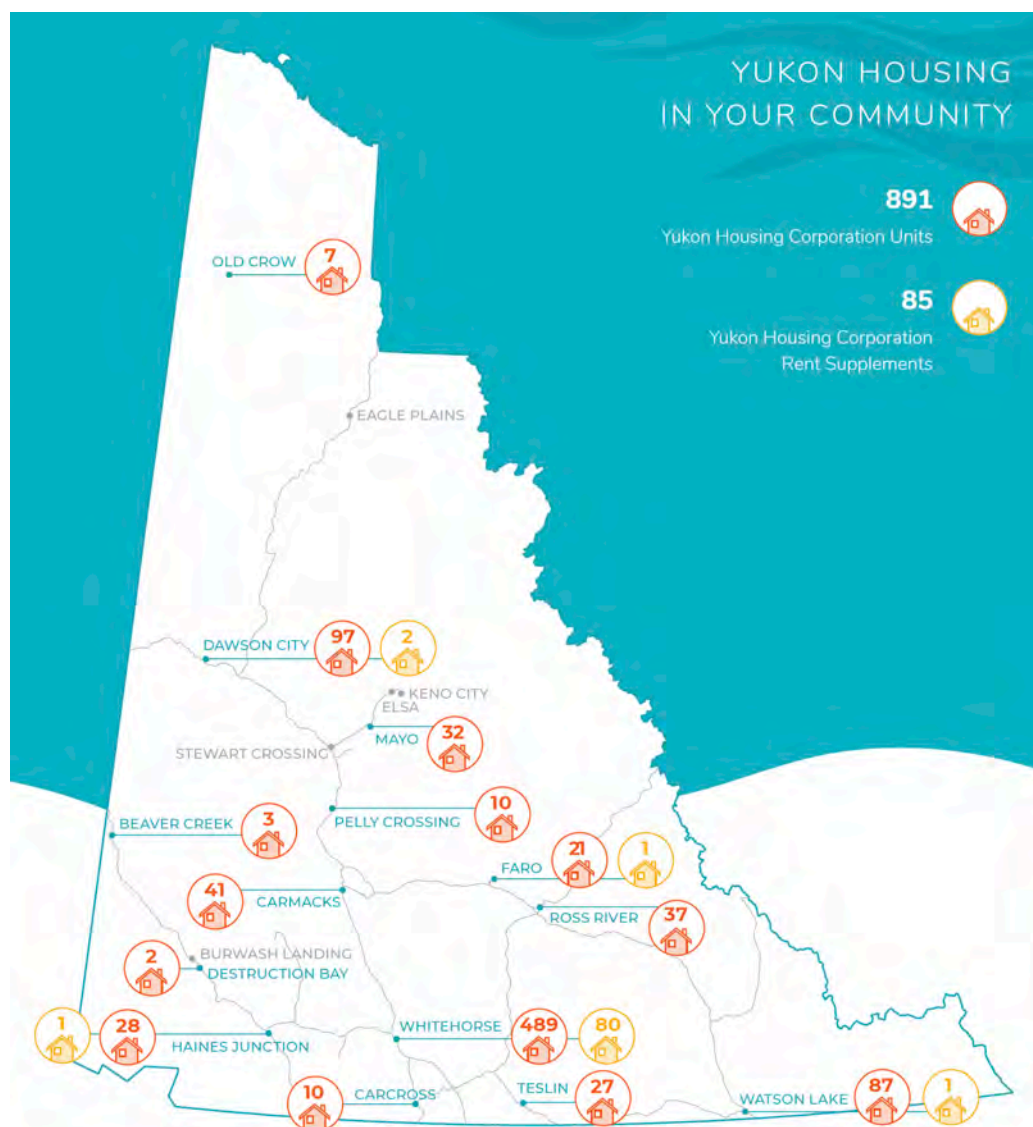 YUKON HOUSING
IN YOUR COMMUNITY
891
Yukon Housing Corporation Units
85
Yukon Housing Corporation
Rent Supplements
OLD CROW
7
EAGLE PLAINS
DAWSON CITY
97
2
KENO CITY
ELSA
MAYO
32
STEWART CROSSING
PELLY CROSSING
10
BEAVER CREEK
3
FARO
21
1
41
CARMACKS
ROSS RIVER
37
BURWASH LANDING
2
DESTRUCTION BAY
1
28
HAINES JUNCTION
WHITEHORSE
489
80
10
CARCROSS
TESLIN
27
WATSON LAKE
87
1